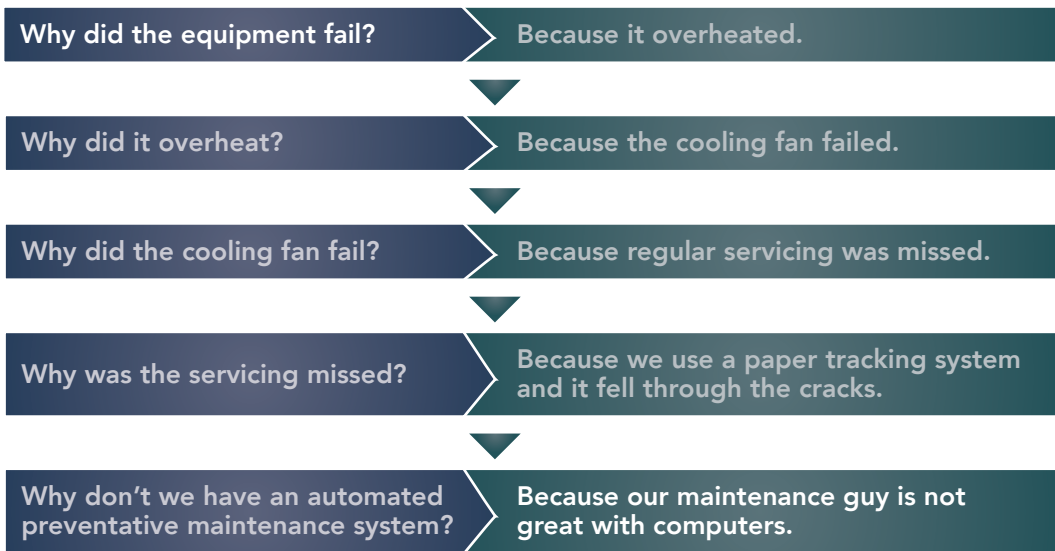 Why did the equipment fail?
Because it overheated.
Why did it overheat?
Because the cooling fan failed.
Why did the cooling fan fail?
Because regular servicing was missed.
Why was the servicing missed?
Because we use a paper tracking system
and it fell through the cracks.
Why don't we have an automated
preventative maintenance system?
Because our maintenance guy is not
great with computers.